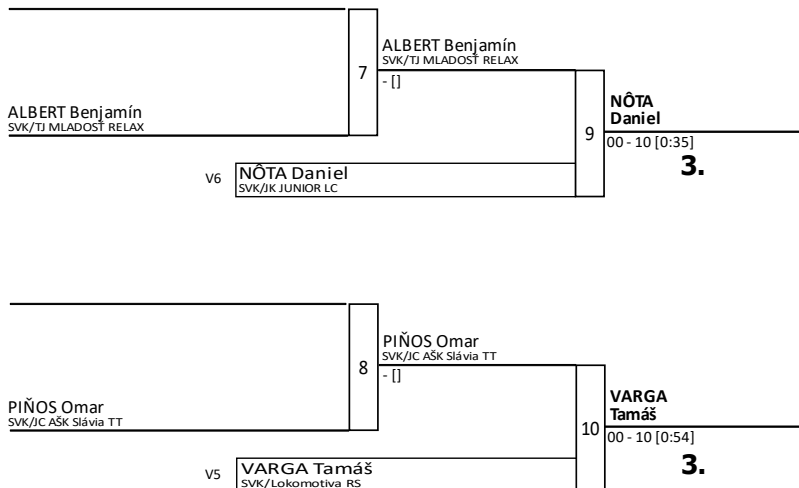 ALBERT Benjamín
SVK/TJ MLADOSŤ RELAX
7
ALBERT Benjamín
SVK/TJ MLADOSŤ RELAX
- []
V6
NÔTA Daniel
SVK/JK JUNIOR LC
9
NÔTA
Daniel
00 - 10 [0:35]
3.
PIŇOS Omar
SVK/JC AŠK Slávia TT
8
PIŇOS Omar
SVK/JC AŠK Slávia TT
- []
V5
VARGA Tamáš
SVK/Lokomotiva RS
10
VARGA
Tamáš
00 - 10 [0:54]
3.